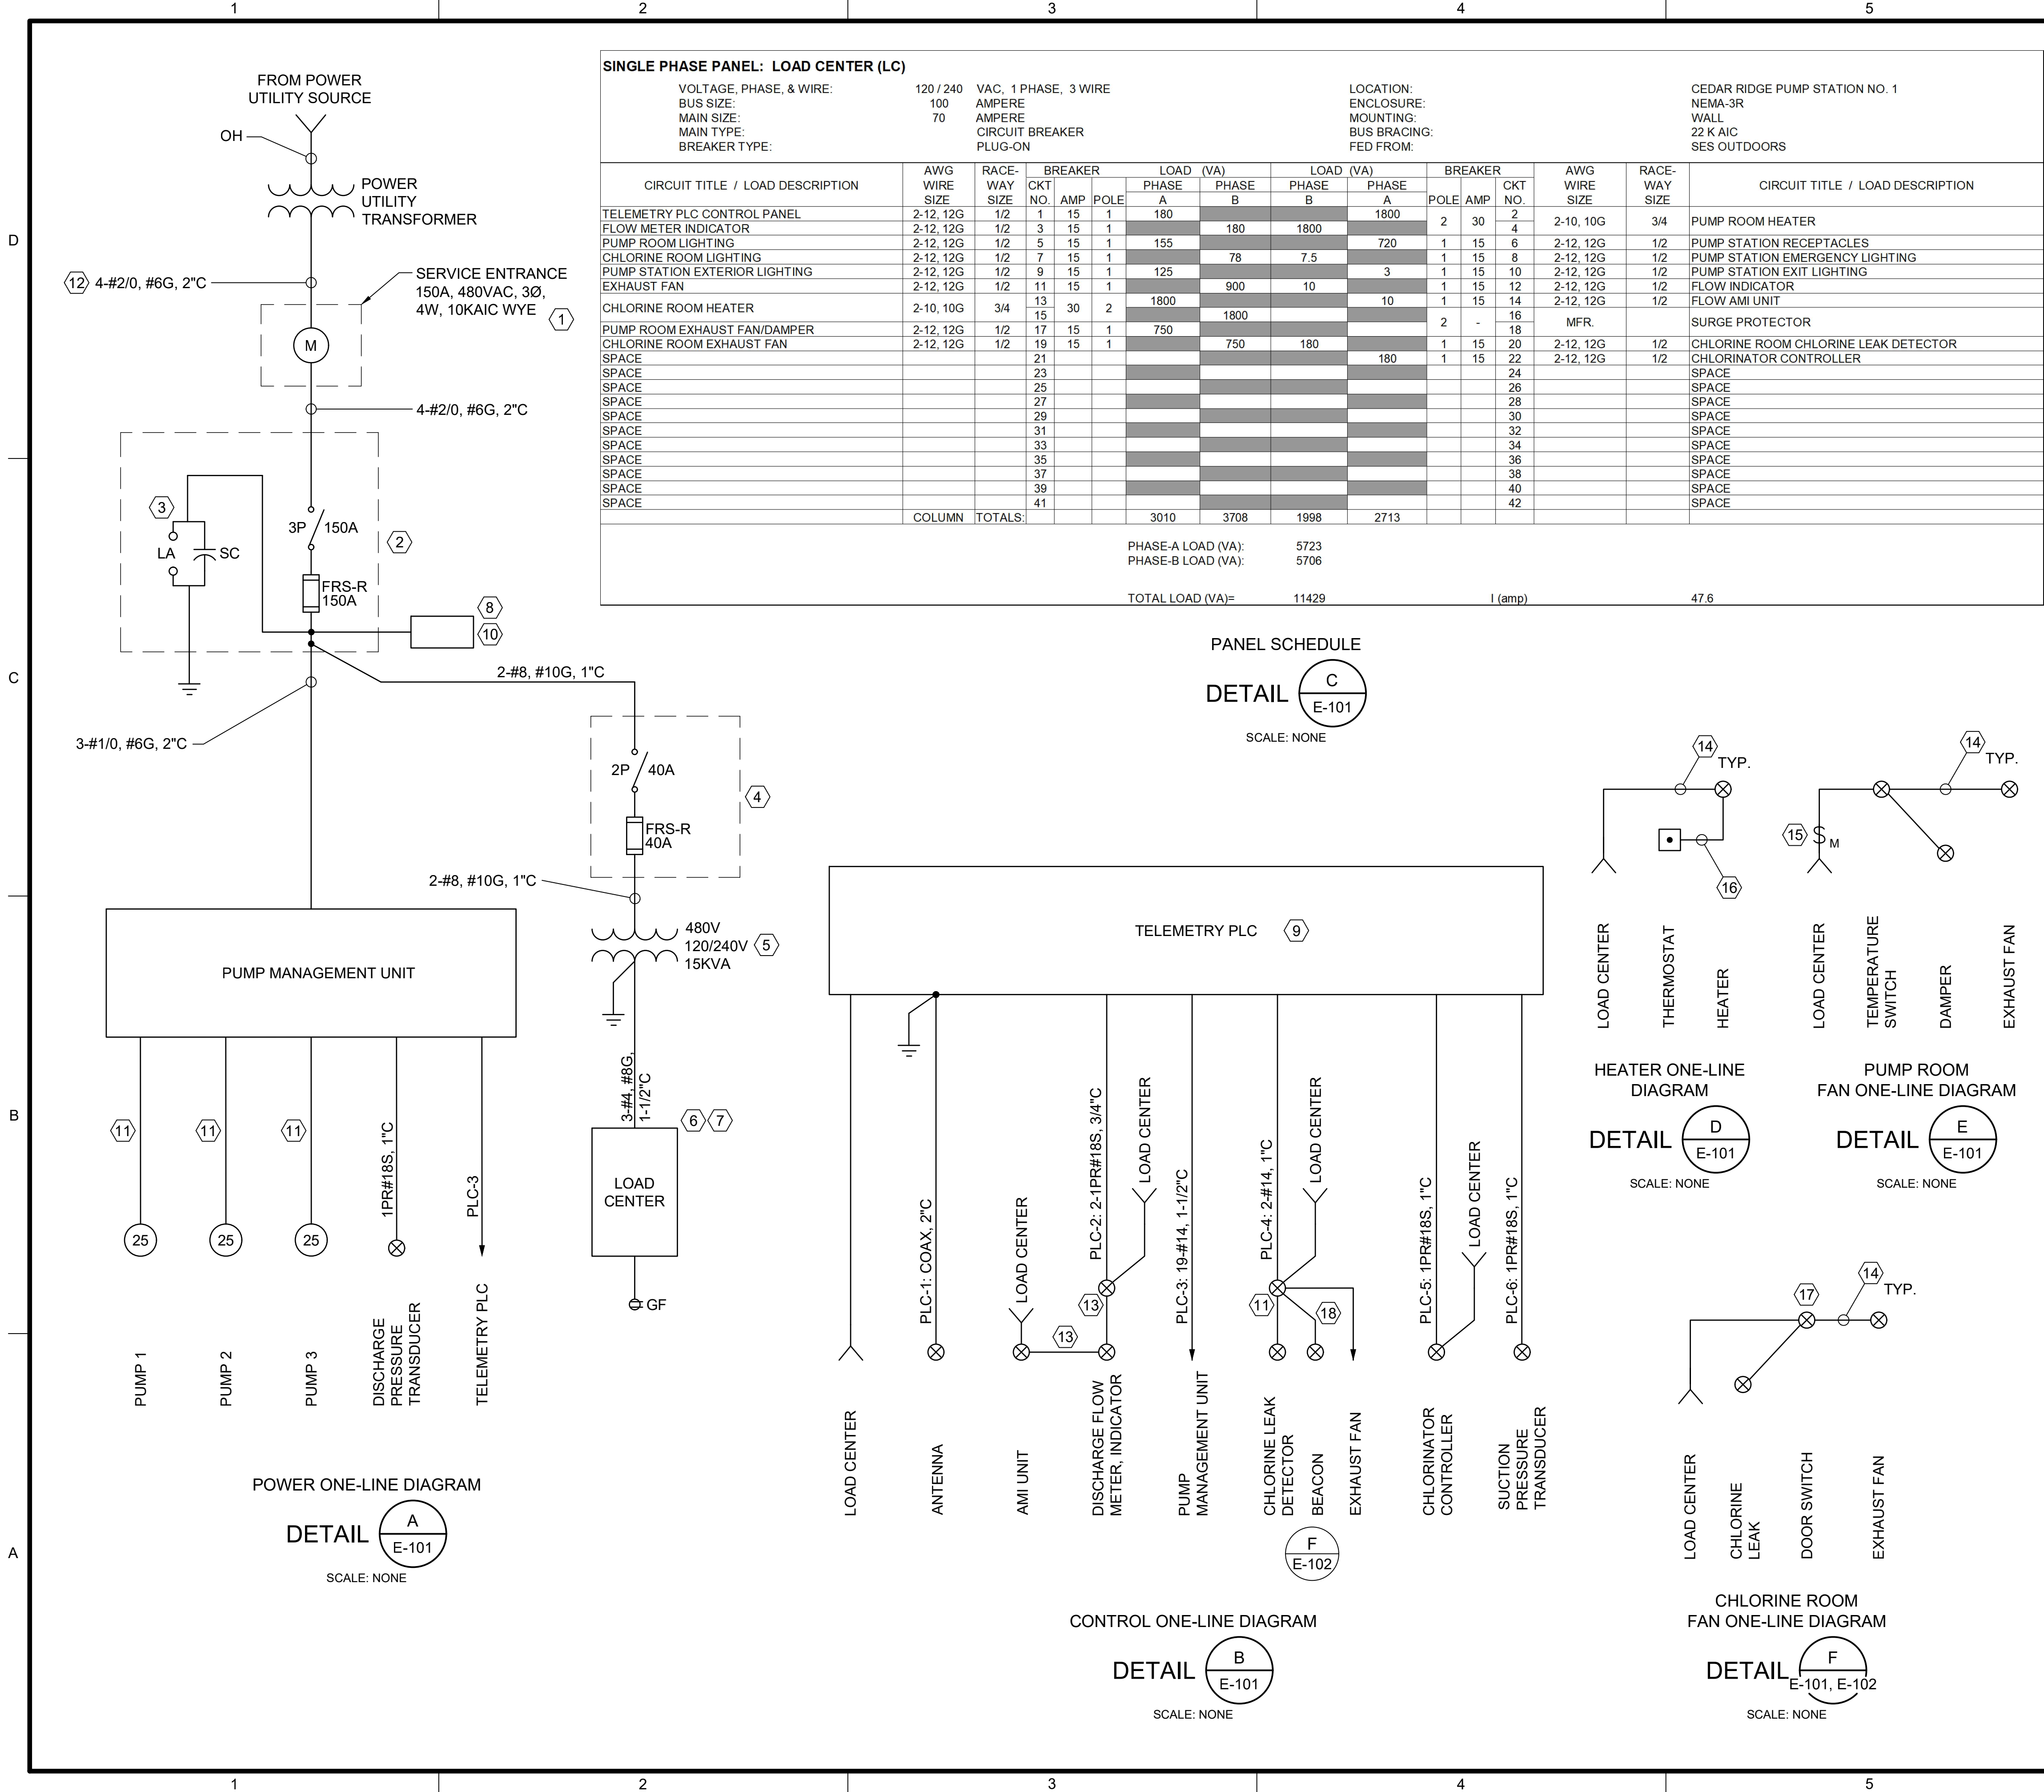 1 2 3 4 5
SINGLE PHASE PANEL: LOAD CENTER (LC)
VOLTAGE, PHASE, & WIRE: 120 / 240 VAC, 1 PHASE, 3 WIRE LOCATION: CEDAR RIDGE PUMP STATION NO. 1
BUS SIZE: 100 AMPERE ENCLOSURE: NEMA-3R
MAIN SIZE: 70 AMPERE MOUNTING: WALL
MAIN TYPE: CIRCUIT BREAKER BUS BRACING: 22 K AIC
BREAKER TYPE: PLUG-ON FED FROM: SES OUTDOORS
AWG RACE- BREAKER LOAD (VA) LOAD (VA) BREAKER AWG RACE-
CIRCUIT TITLE / LOAD DESCRIPTION WIRE WAY CKT PHASE PHASE PHASE PHASE CKT WIRE WAY CIRCUIT TITLE / LOAD DESCRIPTION
SIZE SIZE NO. AMP POLE A B B A POLE AMP NO. SIZE SIZE
TELEMETRY PLC CONTROL PANEL 2-12, 12G 1/2 1 15 1 180 1800 2 30 2 2-10, 10G 3/4 PUMP ROOM HEATER
FLOW METER INDICATOR 2-12, 12G 1/2 3 15 1 180 1800 4
PUMP ROOM LIGHTING 2-12, 12G 1/2 5 15 1 155 720 1 15 6 2-12, 12G 1/2 PUMP STATION RECEPTACLES
CHLORINE ROOM LIGHTING 2-12, 12G 1/2 7 15 1 78 7.5 1 15 8 2-12, 12G 1/2 PUMP STATION EMERGENCY LIGHTING
PUMP STATION EXTERIOR LIGHTING 2-12, 12G 1/2 9 15 1 125 3 1 15 10 2-12, 12G 1/2 PUMP STATION EXIT LIGHTING
EXHAUST FAN 2-12, 12G 1/2 11 15 1 900 10 1 15 12 2-12, 12G 1/2 FLOW INDICATOR
CHLORINE ROOM HEATER 2-10, 10G 3/4 13 30 2 1800 10 1 15 14 2-12, 12G 1/2 FLOW AMI UNIT
15 1800 2 - 16 MFR. SURGE PROTECTOR
PUMP ROOM EXHAUST FAN/DAMPER 2-12, 12G 1/2 17 15 1 750 18
CHLORINE ROOM EXHAUST FAN 2-12, 12G 1/2 19 15 1 750 180 1 15 20 2-12, 12G 1/2 CHLORINE ROOM CHLORINE LEAK DETECTOR
SPACE 21 180 1 15 22 2-12, 12G 1/2 CHLORINATOR CONTROLLER
SPACE 23 24 SPACE
SPACE 25 26 SPACE
SPACE 27 28 SPACE
SPACE 29 30 SPACE
SPACE 31 32 SPACE
SPACE 33 34 SPACE
SPACE 35 36 SPACE
SPACE 37 38 SPACE
SPACE 39 40 SPACE
SPACE 41 42 SPACE
COLUMN TOTALS: 3010 3708 1998 2713
PHASE-A LOAD (VA): 5723
PHASE-B LOAD (VA): 5706
TOTAL LOAD (VA)= 11429 I (amp) 47.6
PANEL SCHEDULE
DETAIL C
E-101
SCALE: NONE
FROM POWER
UTILITY SOURCE
OH
POWER
UTILITY
TRANSFORMER
12 4-#2/0, #6G, 2"C
SERVICE ENTRANCE
150A, 480VAC, 3Ø,
4W, 10KAIC WYE
1
M
4-#2/0, #6G, 2"C
3
LA SC
3P 150A
2
FRS-R
150A
8
10
2-#8, #10G, 1"C
3-#1/0, #6G, 2"C
2P 40A
4
FRS-R
40A
2-#8, #10G, 1"C
480V
120/240V
15KVA
5
3-#4, #8G,
1-1/2"C
6 7
LOAD
CENTER
GF
PUMP MANAGEMENT UNIT
11 11 11
1PR#18S, 1"C
PLC-3
25 25 25
PUMP 1
PUMP 2
PUMP 3
DISCHARGE
PRESSURE
TRANSDUCER
TELEMETRY PLC
POWER ONE-LINE DIAGRAM
DETAIL A
E-101
SCALE: NONE
TELEMETRY PLC 9
PLC-1: COAX, 2"C
LOAD CENTER
PLC-2: 2-1PR#18S, 3/4"C
LOAD CENTER
PLC-3: 19-#14, 1-1/2"C
PLC-4: 2-#14, 1"C
LOAD CENTER
PLC-5: 1PR#18S, 1"C
LOAD CENTER
PLC-6: 1PR#18S, 1"C
13
13
11
18
LOAD CENTER
ANTENNA
AMI UNIT
DISCHARGE FLOW
METER, INDICATOR
PUMP
MANAGEMENT UNIT
CHLORINE LEAK
DETECTOR
BEACON
EXHAUST FAN
CHLORINATOR
CONTROLLER
SUCTION
PRESSURE
TRANSDUCER
F
E-102
CONTROL ONE-LINE DIAGRAM
DETAIL B
E-101
SCALE: NONE
14 TYP.
16
LOAD CENTER
THERMOSTAT
HEATER
HEATER ONE-LINE
DIAGRAM
DETAIL D
E-101
SCALE: NONE
14 TYP.
15 S M
LOAD CENTER
TEMPERATURE
SWITCH
DAMPER
EXHAUST FAN
PUMP ROOM
FAN ONE-LINE DIAGRAM
DETAIL E
E-101
SCALE: NONE
14 TYP.
17
LOAD CENTER
CHLORINE
LEAK
DOOR SWITCH
EXHAUST FAN
CHLORINE ROOM
FAN ONE-LINE DIAGRAM
DETAIL F
E-101, E-102
SCALE: NONE
D
C
B
A
1 2 3 4 5